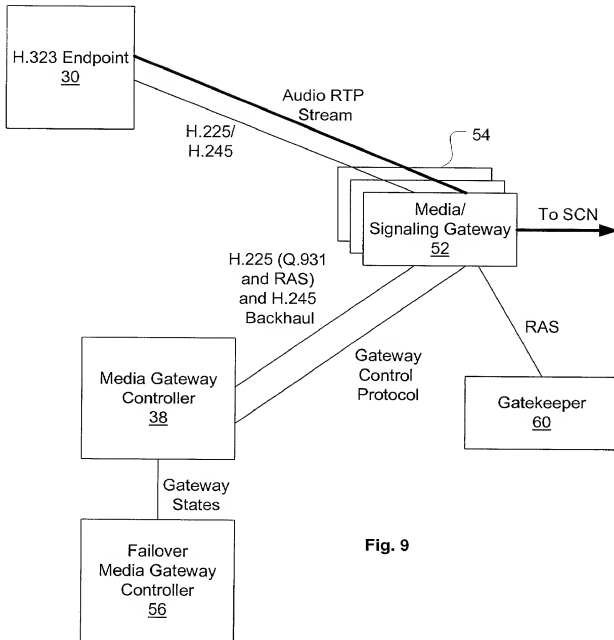 H.323 Endpoint
30
Audio RTP
Stream
H.225/
H.245
54
Media/
Signaling Gateway
52
To SCN
H.225 (Q.931
and RAS)
and H.245
Backhaul
Gateway
Control
Protocol
RAS
Media Gateway
Controller
38
Gatekeeper
60
Gateway
States
Failover
Media Gateway
Controller
56
Fig. 9